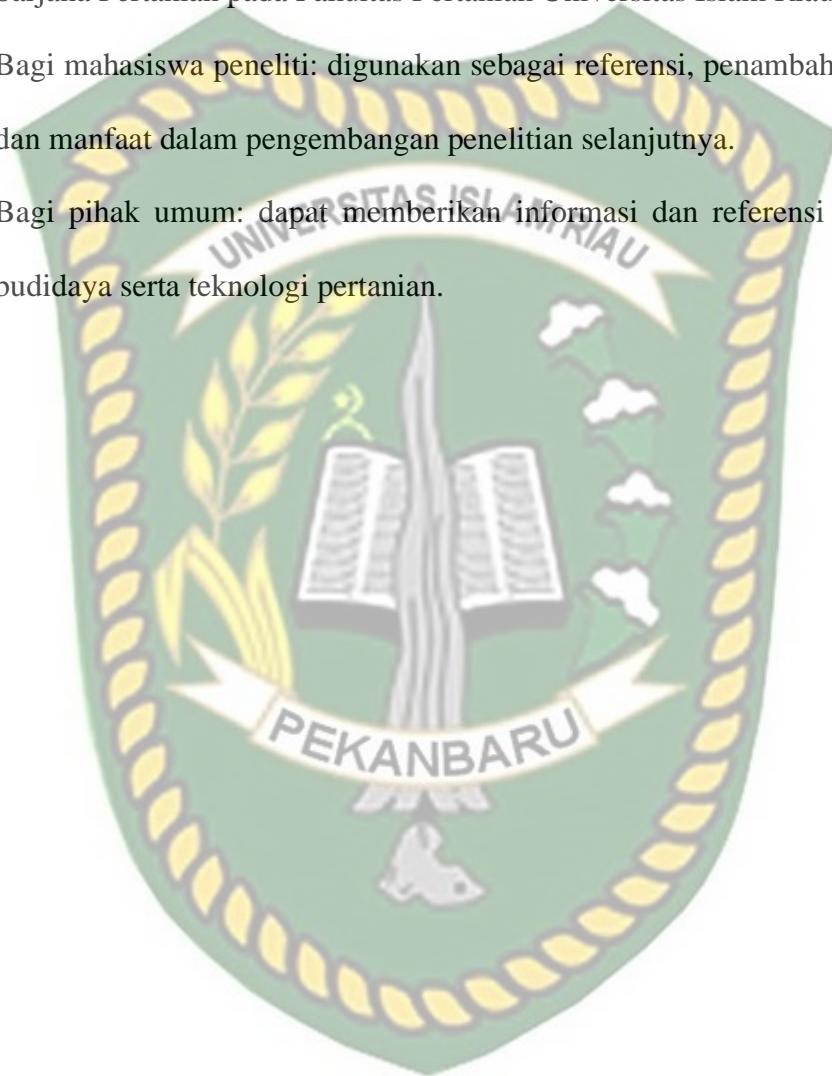 Sarjana Pertanian pada Fakultas Pertanian Universitas Islam Riau
Bagi mahasiswa peneliti: digunakan sebagai referensi, penambah
dan manfaat dalam pengembangan penelitian selanjutnya.
Bagi pihak umum: dapat memberikan informasi dan referensi
budidaya serta teknologi pertanian.
UNIVERSITAS ISLAM RIAU
PEKANBARU